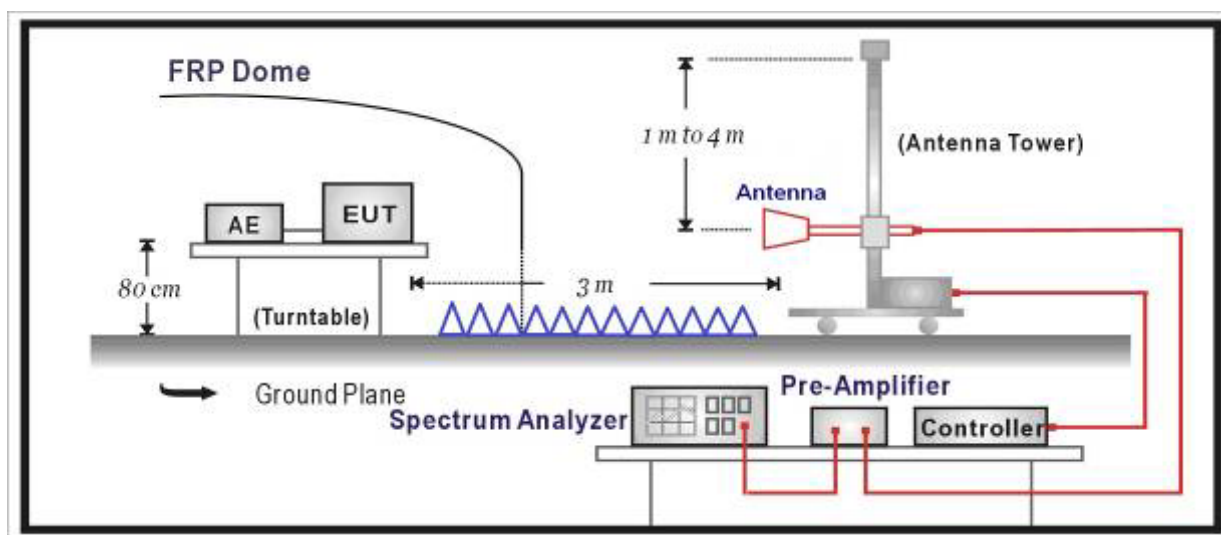 FRP Dome
1 m to 4 m
(Antenna Tower)
Antenna
AE
EUT
80 cm
3 m
(Turntable)
Ground Plane
Pre-Amplifier
Spectrum Analyzer
Controller